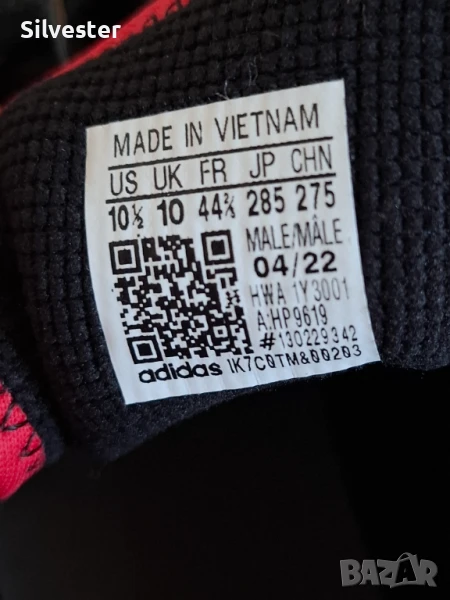 Silvester
MADE IN VIETNAM
US UK FR JP CHN
10½ 10 44⅔ 285 275
MALE/MÂLE
04/22
HWA 1Y3001
A:HP9619
#130229342
adidas 1K7C0TM&00203
BAZAR